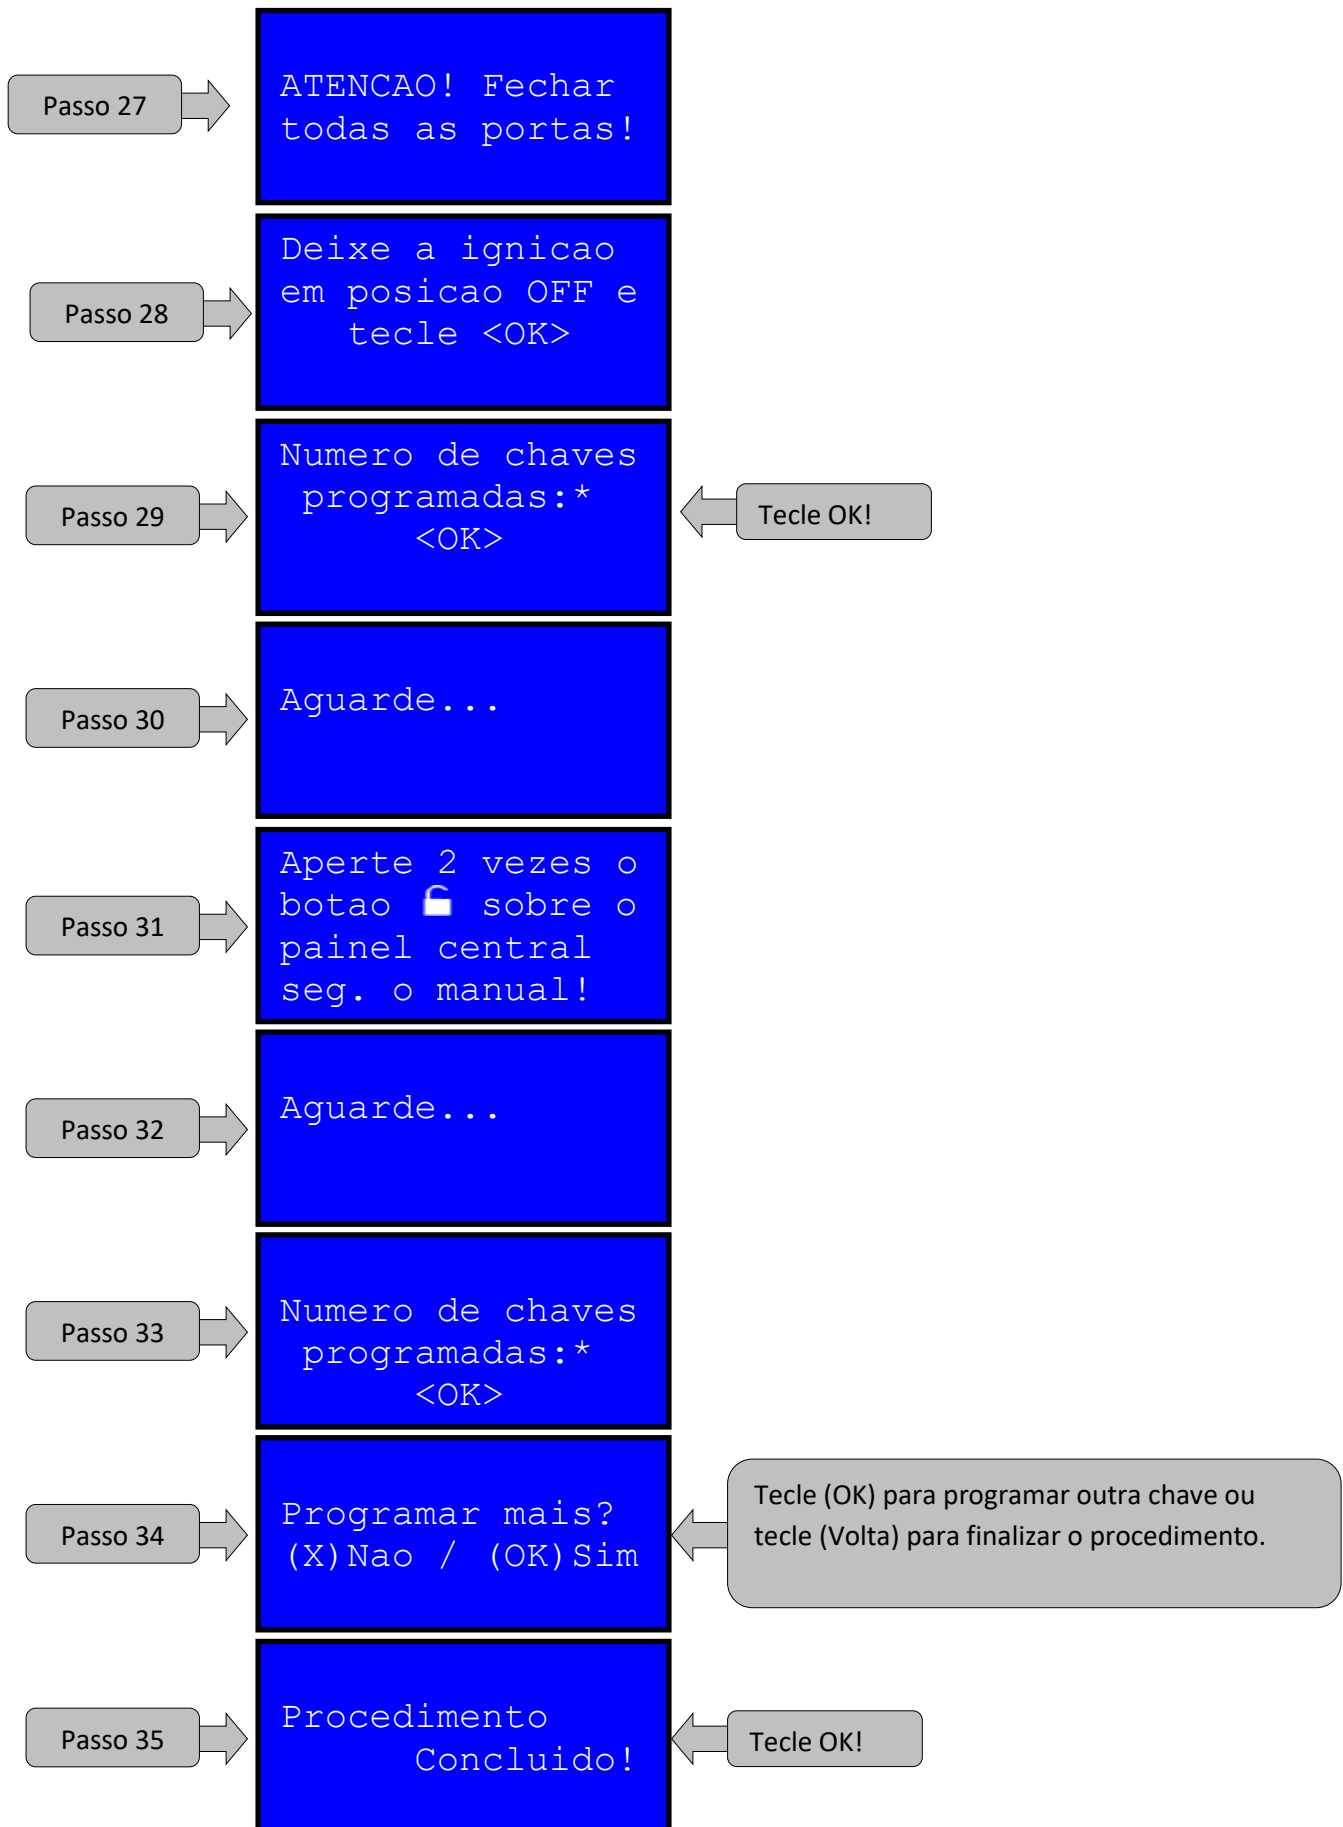 Passo 27
ATENCAO! Fechar
todas as portas!
Passo 28
Deixe a ignicao
em posicao OFF e
tecle <OK>
Passo 29
Numero de chaves
programadas:*
<OK>
Tecle OK!
Passo 30
Aguarde...
Passo 31
Aperte 2 vezes o
botao sobre o
painel central
seg. o manual!
Passo 32
Aguarde...
Passo 33
Numero de chaves
programadas:*
<OK>
Passo 34
Programar mais?
(X)Nao / (OK)Sim
Tecle (OK) para programar outra chave ou
tecle (Volta) para finalizar o procedimento.
Passo 35
Procedimento
Concluido!
Tecle OK!